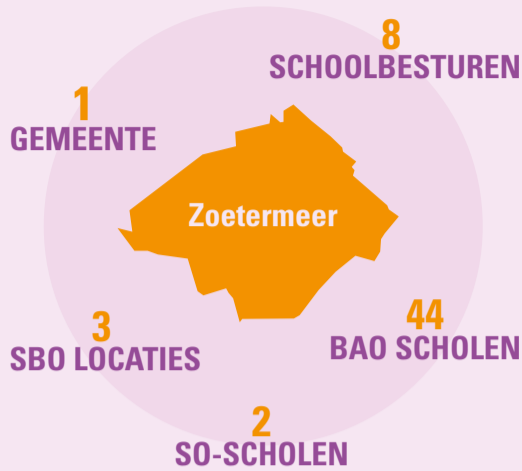 8
SCHOOLBESTUREN
1
GEMEENTE
Zoetermeer
3
SBO LOCATIES
44
BAO SCHOLEN
2
SO-SCHOLEN